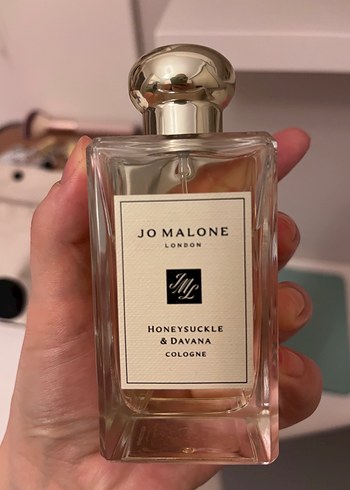 JO MALONE
LONDON
JML
HONEYSUCKLE
& DAVANA
COLOGNE